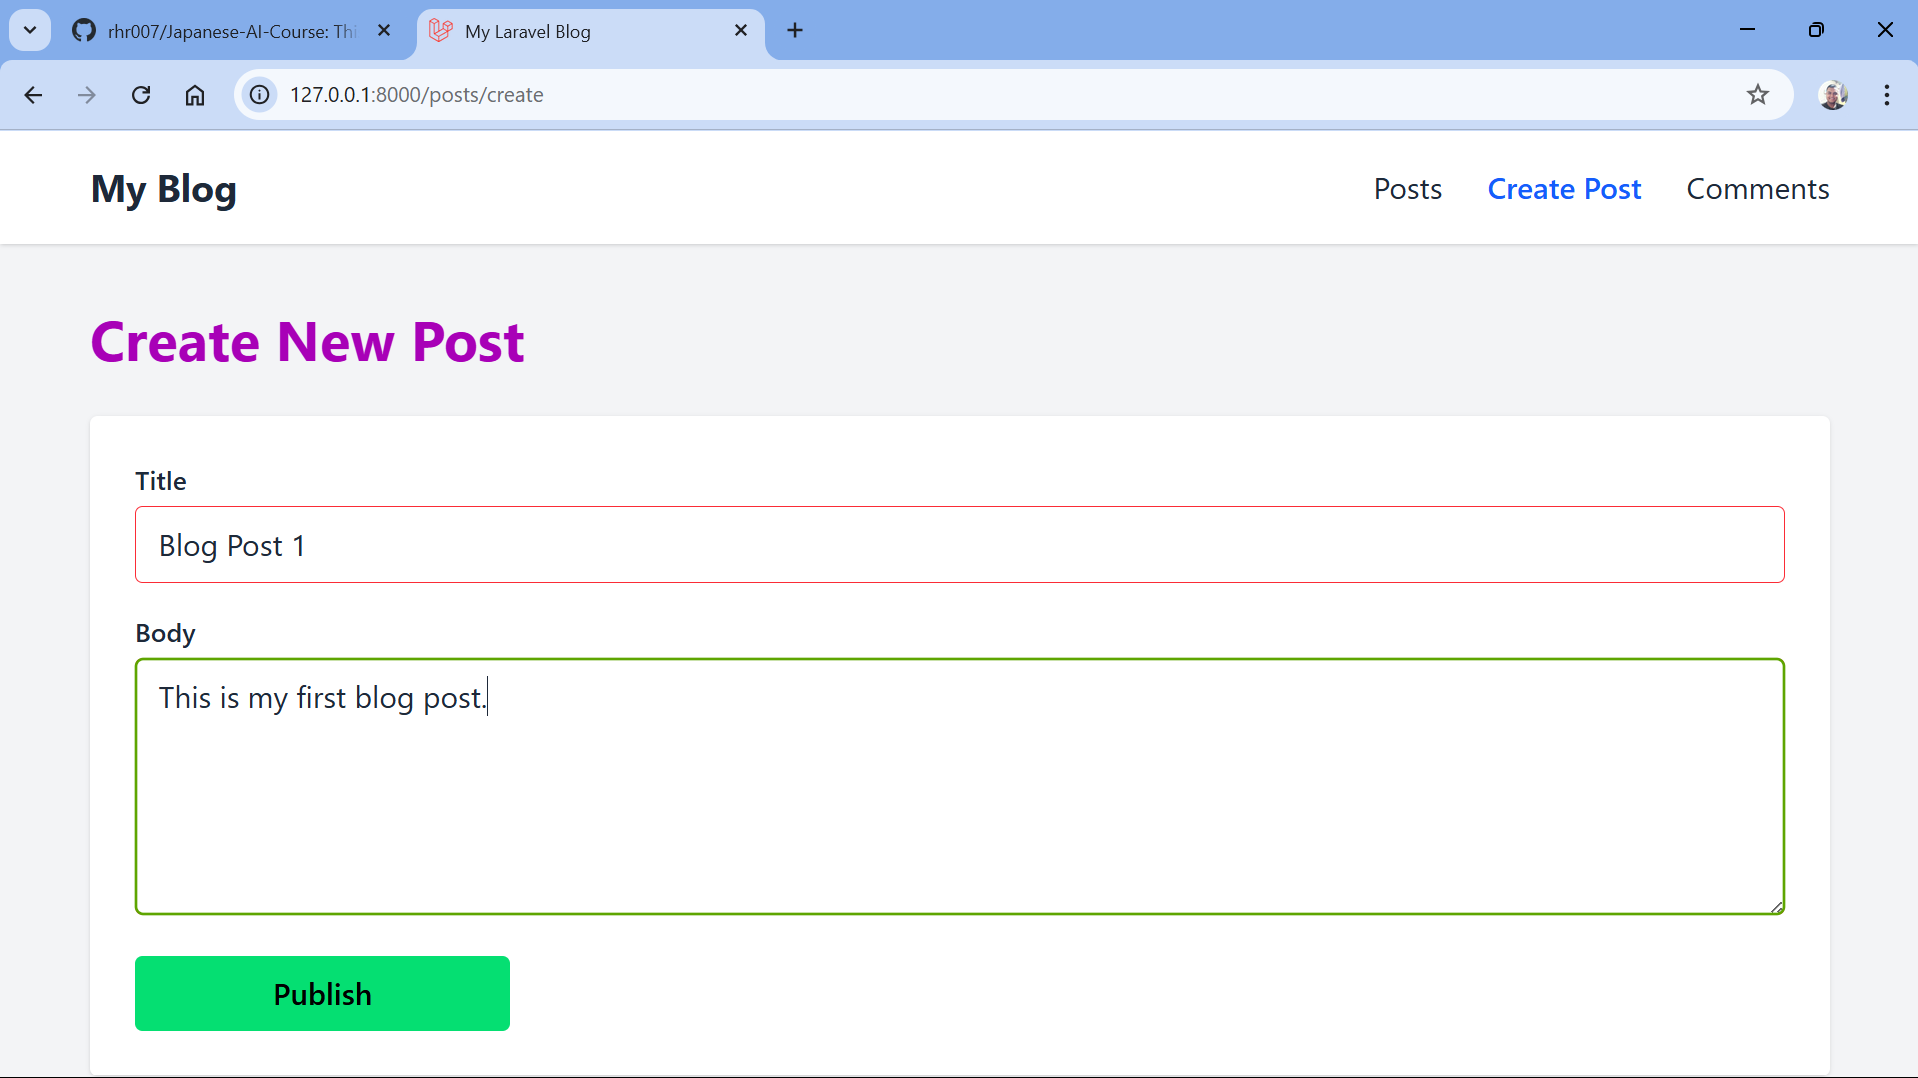 rhr007/Japanese-AI-Course: Thi
My Laravel Blog
127.0.0.1:8000/posts/create
My Blog
Posts
Create Post
Comments
Create New Post
Title
Blog Post 1
Body
This is my first blog post.
Publish